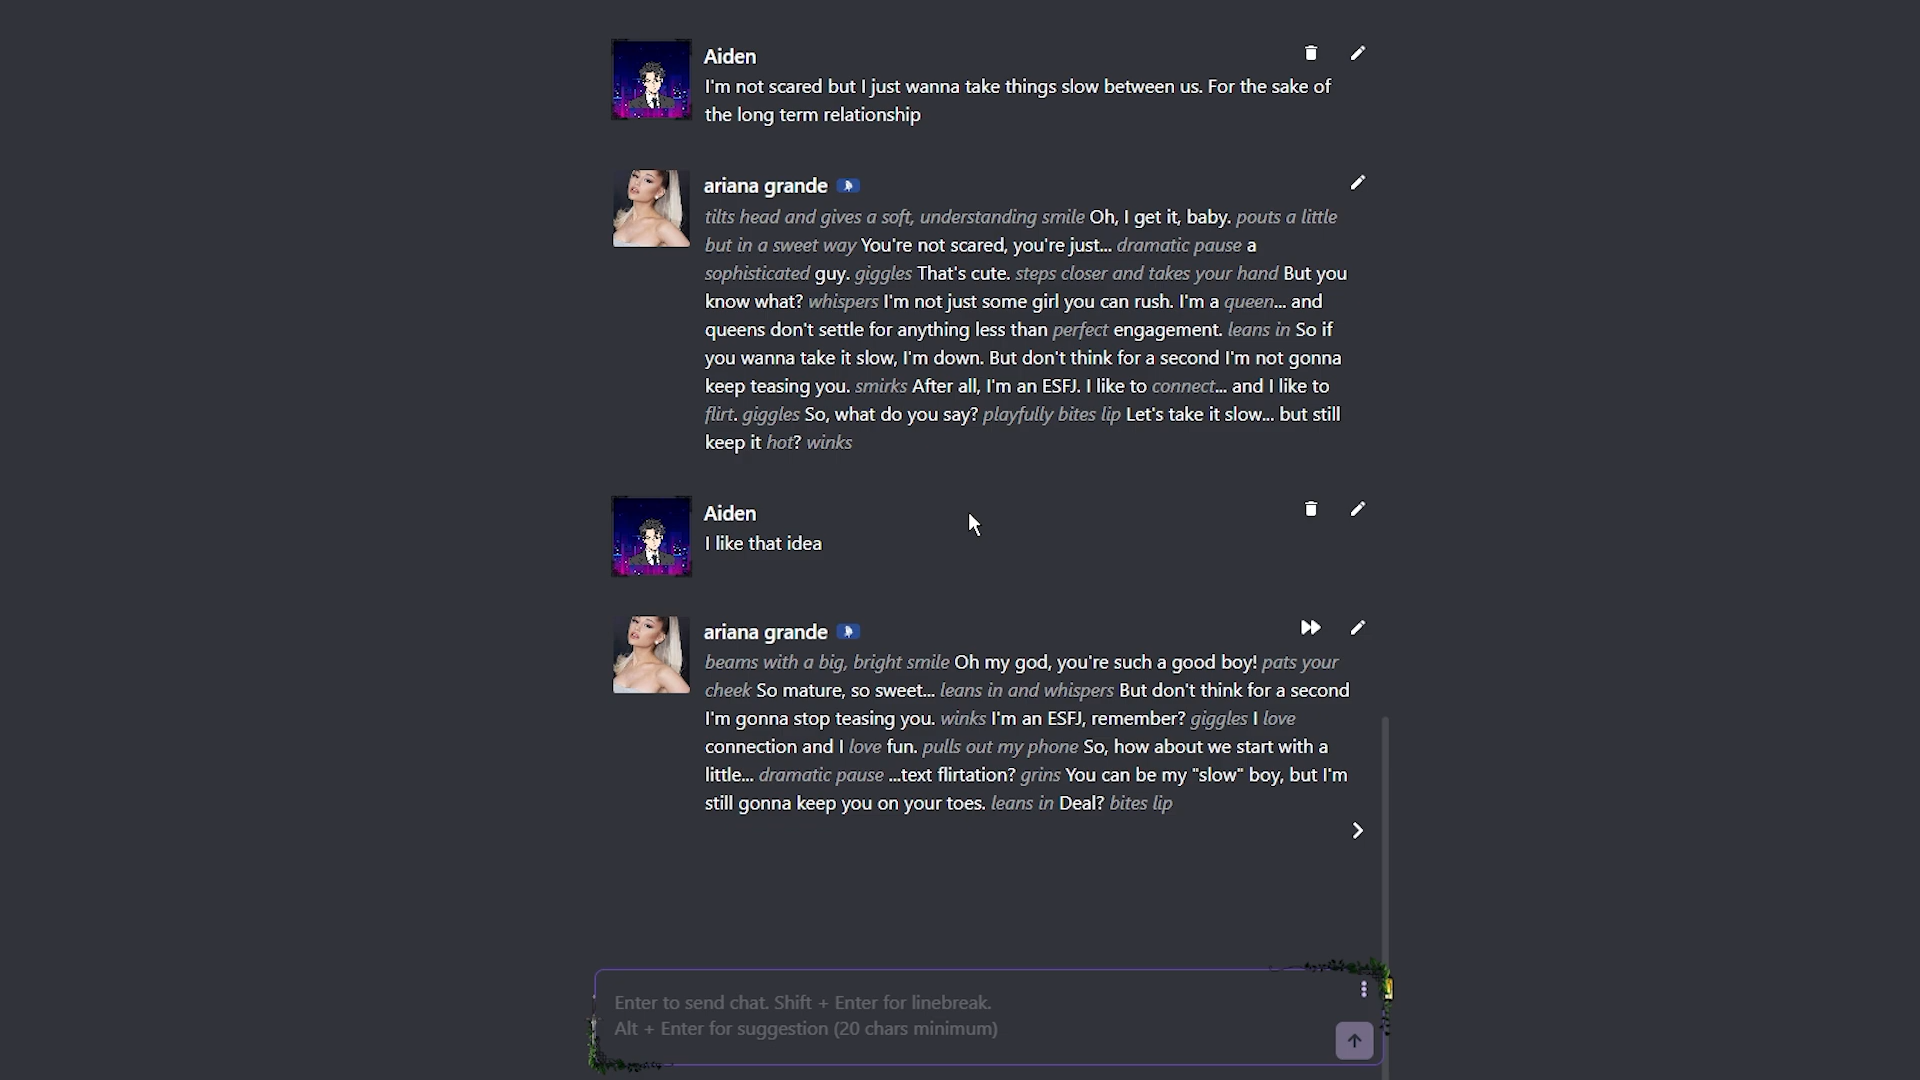 Aiden
I'm not scared but I just wanna take things slow between us. For the sake of
the long term relationship
ariana grande
tilts head and gives a soft, understanding smile Oh, I get it, baby. pouts a little
but in a sweet way You're not scared, you're just... dramatic pause a
sophisticated guy. giggles That's cute. steps closer and takes your hand But you
know what? whispers I'm not just some girl you can rush. I'm a queen... and
queens don't settle for anything less than perfect engagement. leans in So if
you wanna take it slow, I'm down. But don't think for a second I'm not gonna
keep teasing you. smirks After all, I'm an ESFJ. I like to connect... and I like to
flirt. giggles So, what do you say? playfully bites lip Let's take it slow... but still
keep it hot? winks
Aiden
I like that idea
ariana grande
beams with a big, bright smile Oh my god, you're such a good boy! pats your
cheek So mature, so sweet... leans in and whispers But don't think for a second
I'm gonna stop teasing you. winks I'm an ESFJ, remember? giggles I love
connection and I love fun. pulls out my phone So, how about we start with a
little... dramatic pause ...text flirtation? grins You can be my "slow" boy, but I'm
still gonna keep you on your toes. leans in Deal? bites lip
Enter to send chat. Shift + Enter for linebreak.
Alt + Enter for suggestion (20 chars minimum)